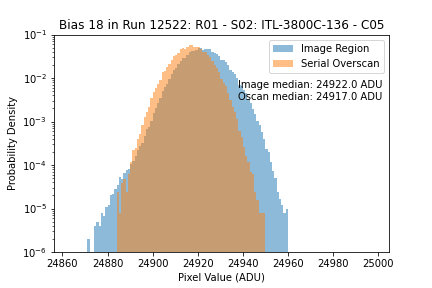 Bias 18 in Run 12522: R01 - S02: ITL-3800C-136 - C05
Image Region
Serial Overscan
Image median: 24922.0 ADU
Oscan median: 24917.0 ADU
Probability Density
10⁻¹
10⁻²
10⁻³
10⁻⁴
10⁻⁵
10⁻⁶
24860 24880 24900 24920 24940 24960 24980 25000
Pixel Value (ADU)